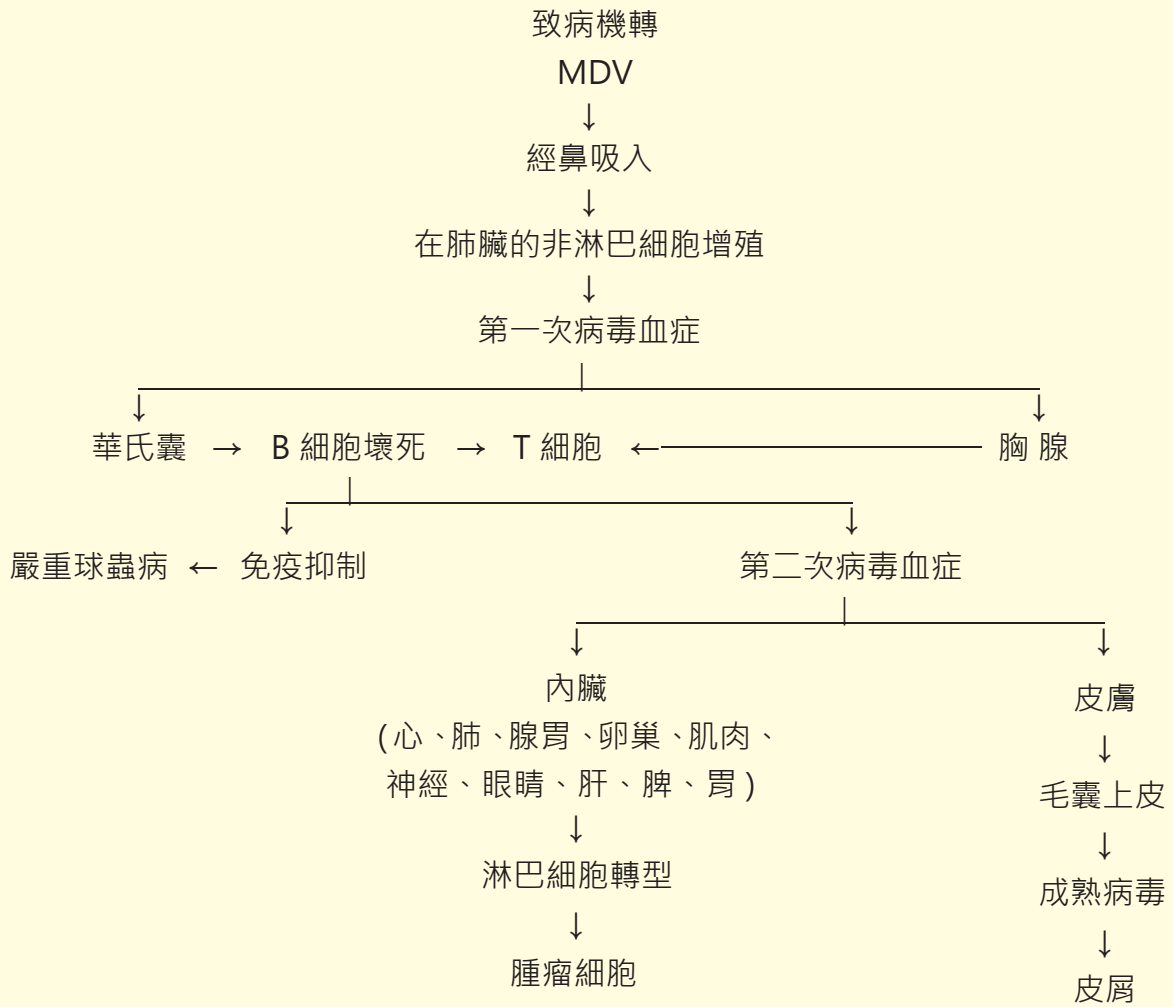 致病機轉
MDV
↓
經鼻吸入
↓
在肺臟的非淋巴細胞增殖
↓
第一次病毒血症
↓ ↓
華氏囊 → B 細胞壞死 → T 細胞 ← 胸 腺
↓ ↓
嚴重球蟲病 ← 免疫抑制 第二次病毒血症
↓ ↓
內臟 皮膚
(心、肺、腺胃、卵巢、肌肉、
神經、眼睛、肝、脾、胃)
↓
毛囊上皮
↓
淋巴細胞轉型
↓
成熟病毒
↓
腫瘤細胞
↓
皮屑